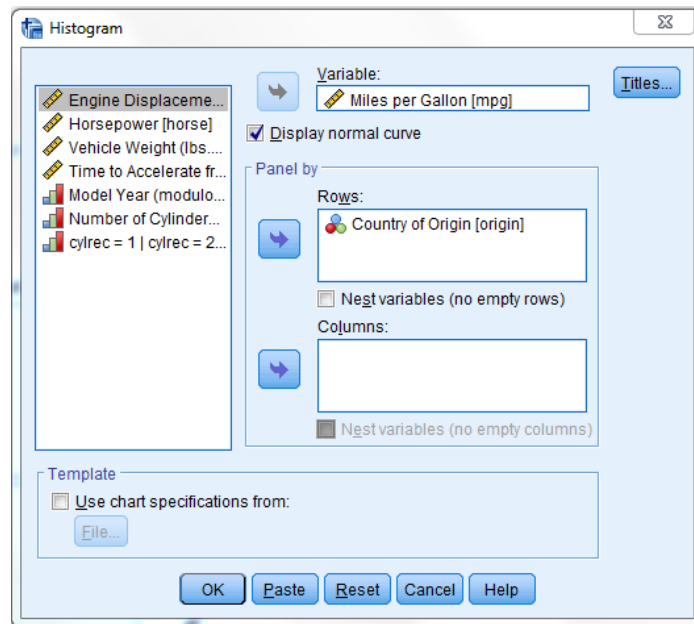 Histogram
Variable:
Miles per Gallon [mpg]
Titles...
Engine Displaceme...
Horsepower [horse]
Vehicle Weight (lbs....
Time to Accelerate fr...
Model Year (modulo...
Number of Cylinder...
cylrec = 1 | cylrec = 2...
Display normal curve
Panel by
Rows:
Country of Origin [origin]
Nest variables (no empty rows)
Columns:
Nest variables (no empty columns)
Template
Use chart specifications from:
File...
OK Paste Reset Cancel Help